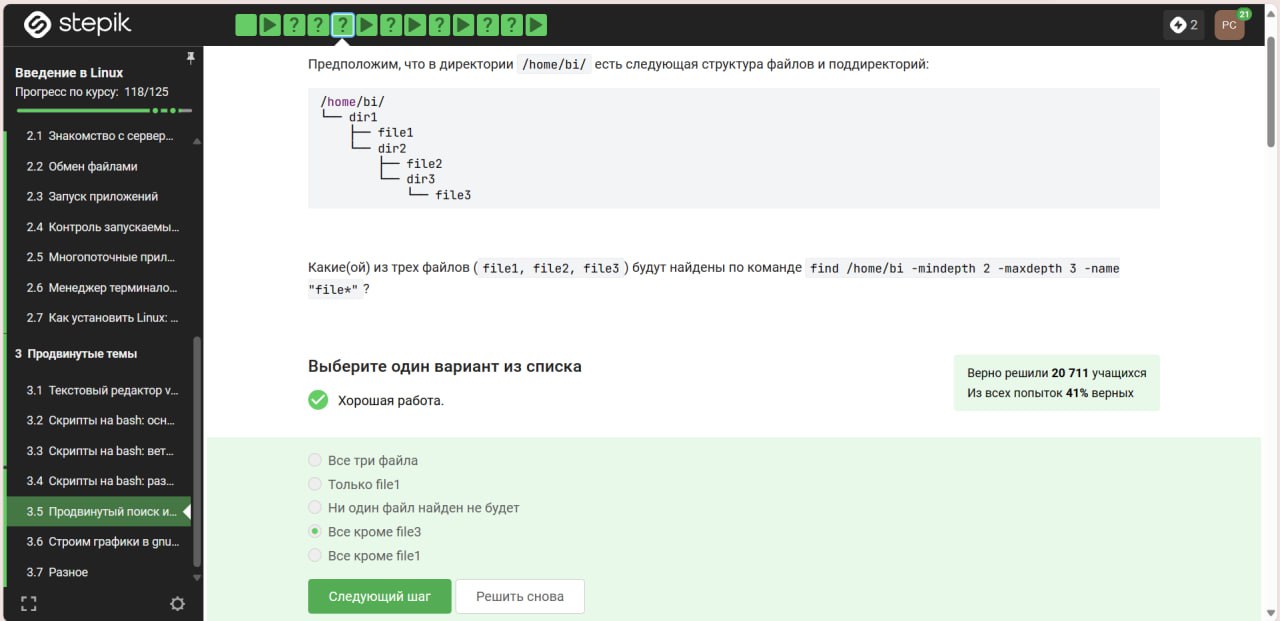 stepik
? ? ? ? ? ? ?
2
РС
21
Введение в Linux
Прогресс по курсу: 118/125
2.1 Знакомство с сервер...
2.2 Обмен файлами
2.3 Запуск приложений
2.4 Контроль запускаемы...
2.5 Многопоточные прил...
2.6 Менеджер терминало...
2.7 Как установить Linux: ...
3 Продвинутые темы
3.1 Текстовый редактор v...
3.2 Скрипты на bash: осн...
3.3 Скрипты на bash: вет...
3.4 Скрипты на bash: раз...
3.5 Продвинутый поиск и...
3.6 Строим графики в gnu...
3.7 Разное
Предположим, что в директории /home/bi/ есть следующая структура файлов и поддиректорий:
/home/bi/
└── dir1
├── file1
└── dir2
├── file2
└── dir3
└── file3
Какие(ой) из трех файлов ( file1, file2, file3 ) будут найдены по команде find /home/bi -mindepth 2 -maxdepth 3 -name
"file*" ?
Выберите один вариант из списка
Хорошая работа.
Верно решили 20 711 учащихся
Из всех попыток 41% верных
Все три файла
Только file1
Ни один файл найден не будет
Все кроме file3
Все кроме file1
Следующий шаг
Решить снова